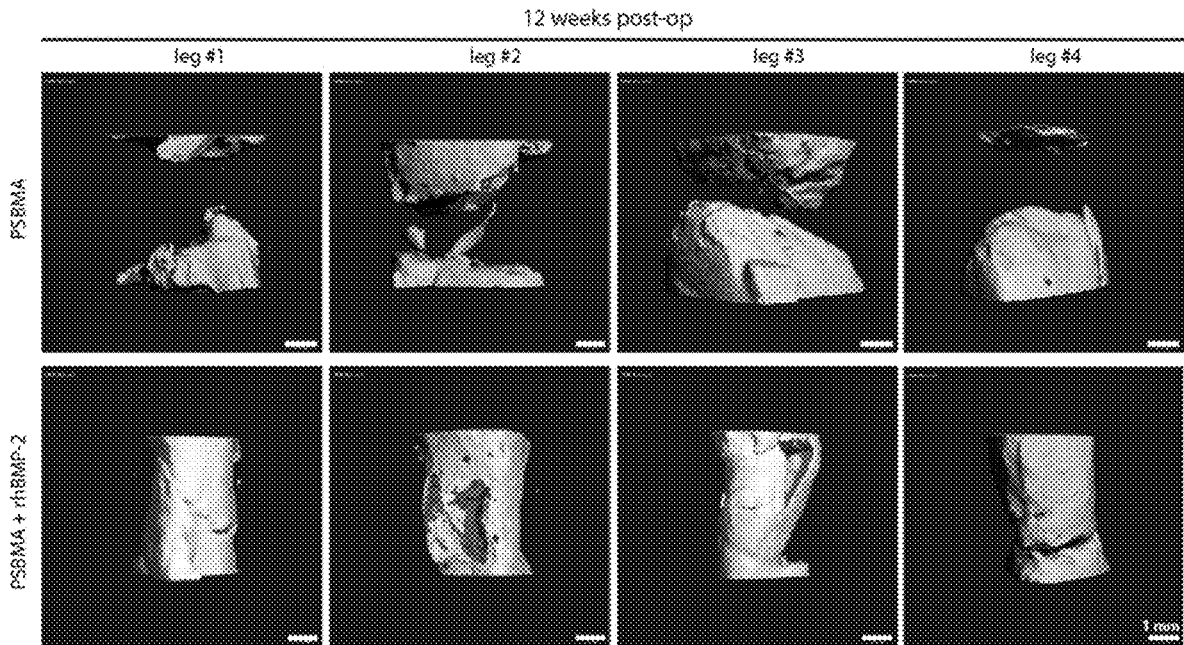 12 weeks post-op
leg #1
leg #2
leg #3
leg #4
PSBMA
PSBMA + rhBMP-2
1 mm